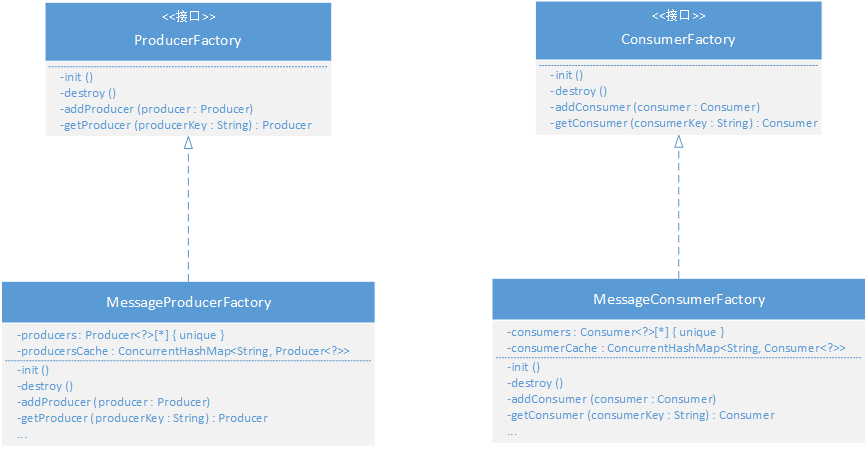 <<接口>>
ProducerFactory
-init ()
-destroy ()
-addProducer (producer : Producer)
-getProducer (producerKey : String) : Producer
<<接口>>
ConsumerFactory
-init ()
-destroy ()
-addConsumer (consumer : Consumer)
-getConsumer (consumerKey : String) : Consumer
MessageProducerFactory
-producers : Producer<?>[*] { unique }
-producersCache : ConcurrentHashMap<String, Producer<?>>
-init ()
-destroy ()
-addProducer (producer : Producer)
-getProducer (producerKey : String) : Producer
...
MessageConsumerFactory
-consumers : Consumer<?>[*] { unique }
-consumerCache : ConcurrentHashMap<String, Consumer<?>>
-init ()
-destroy ()
-addConsumer (consumer : Consumer)
-getConsumer (consumerKey : String) : Consumer
...